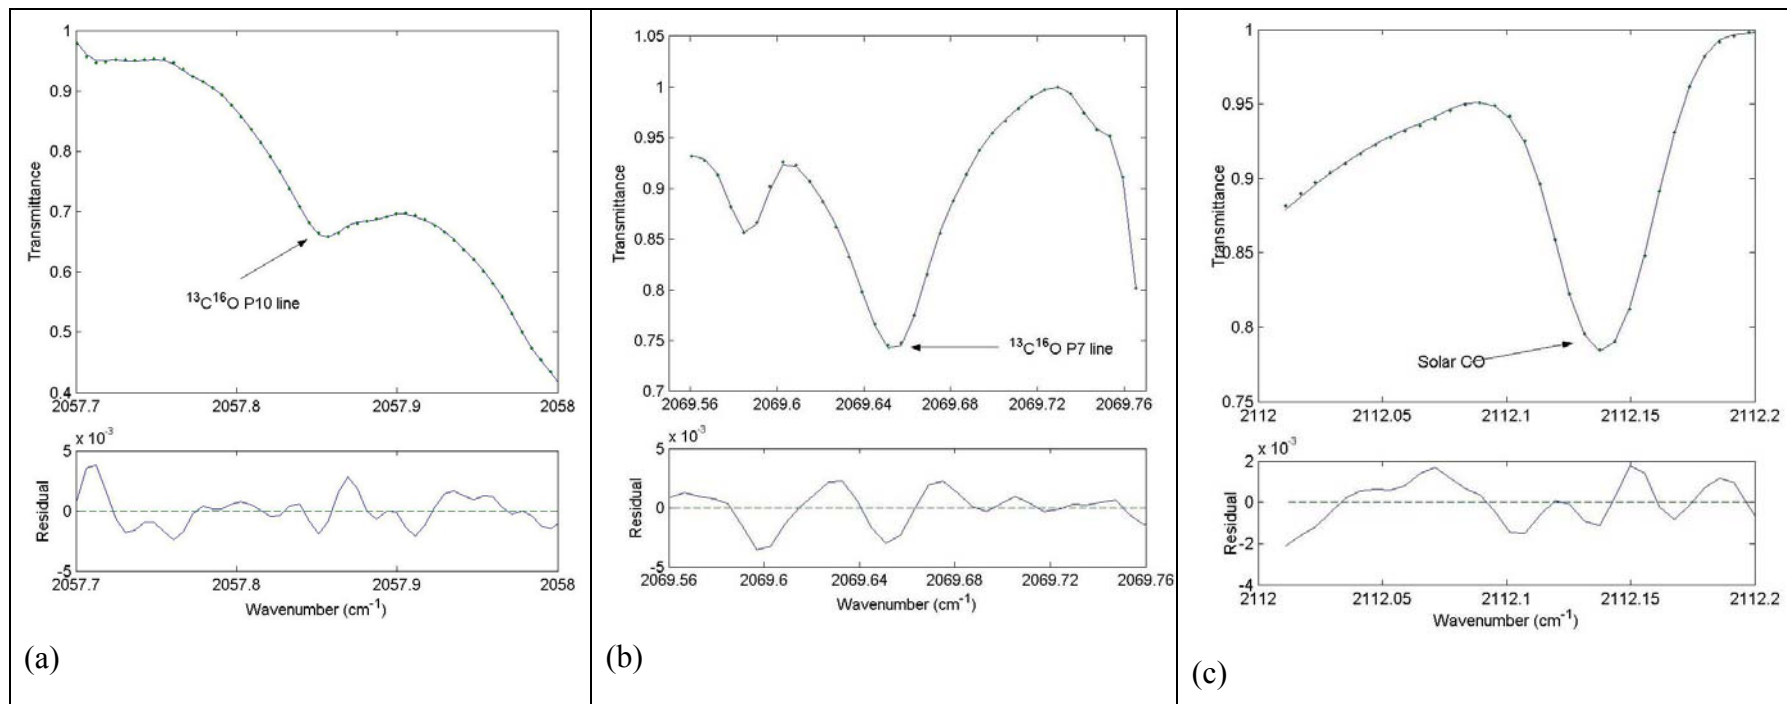 1
0.9
0.8
0.7
0.6
0.5
0.4
Transmittance
¹³C¹⁶O P10 line
2057.7 2057.8 2057.9 2058
x 10⁻³
5
0
-5
Residual
2057.7 2057.8 2057.9 2058
Wavenumber (cm⁻¹)
(a)
1.05
1
0.95
0.9
0.85
0.8
0.75
0.7
Transmittance
¹³C¹⁶O P7 line
2069.56 2069.6 2069.64 2069.68 2069.72 2069.76
x 10⁻³
5
0
-5
Residual
2069.56 2069.6 2069.64 2069.68 2069.72 2069.76
Wavenumber (cm⁻¹)
(b)
1
0.95
0.9
0.85
0.8
0.75
Transmittance
Solar CO
2112 2112.05 2112.1 2112.15 2112.2
x 10⁻³
2
0
-2
-4
Residual
2112 2112.05 2112.1 2112.15 2112.2
Wavenumber (cm⁻¹)
(c)